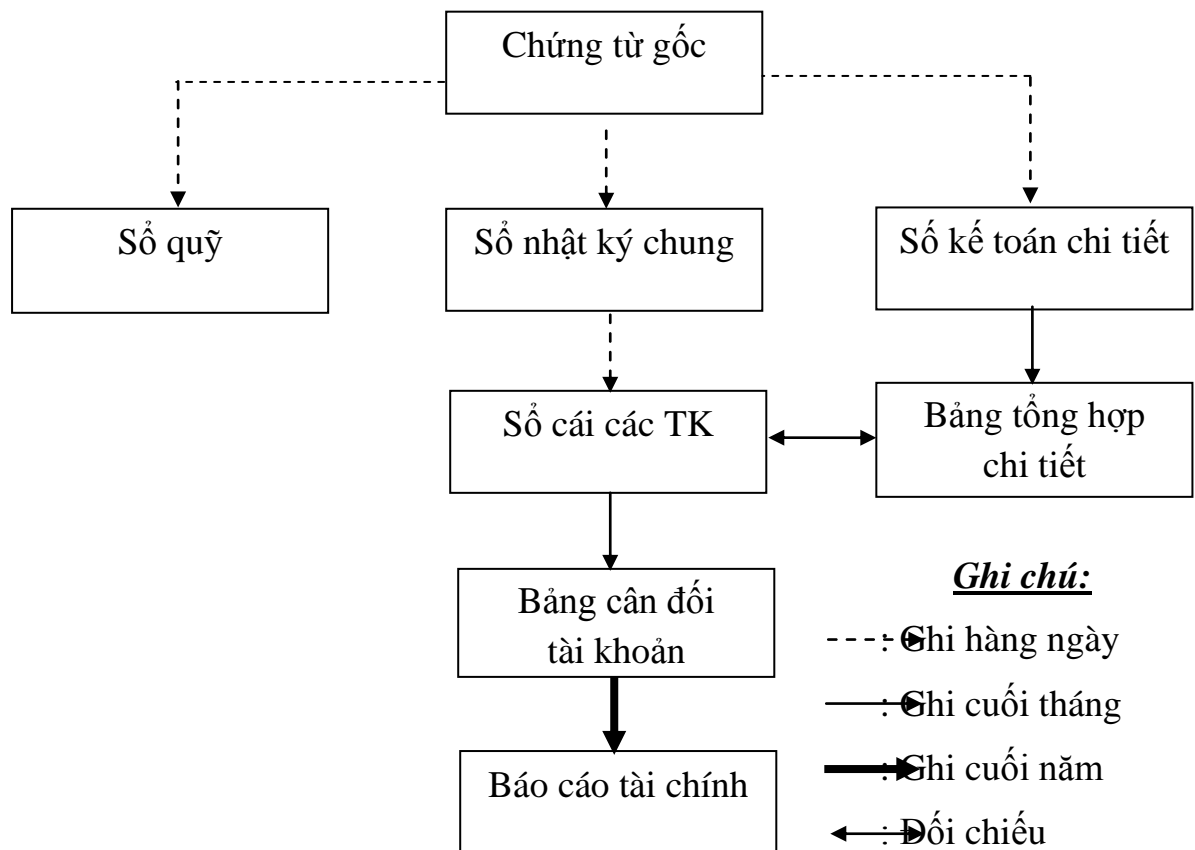 Chứng từ gốc
Sổ quỹ
Sổ nhật ký chung
Số kế toán chi tiết
Sổ cái các TK
Bảng tổng hợp
chi tiết
Bảng cân đối
tài khoản
Báo cáo tài chính
Ghi chú:
: Ghi hàng ngày
: Ghi cuối tháng
: Ghi cuối năm
: Đối chiếu